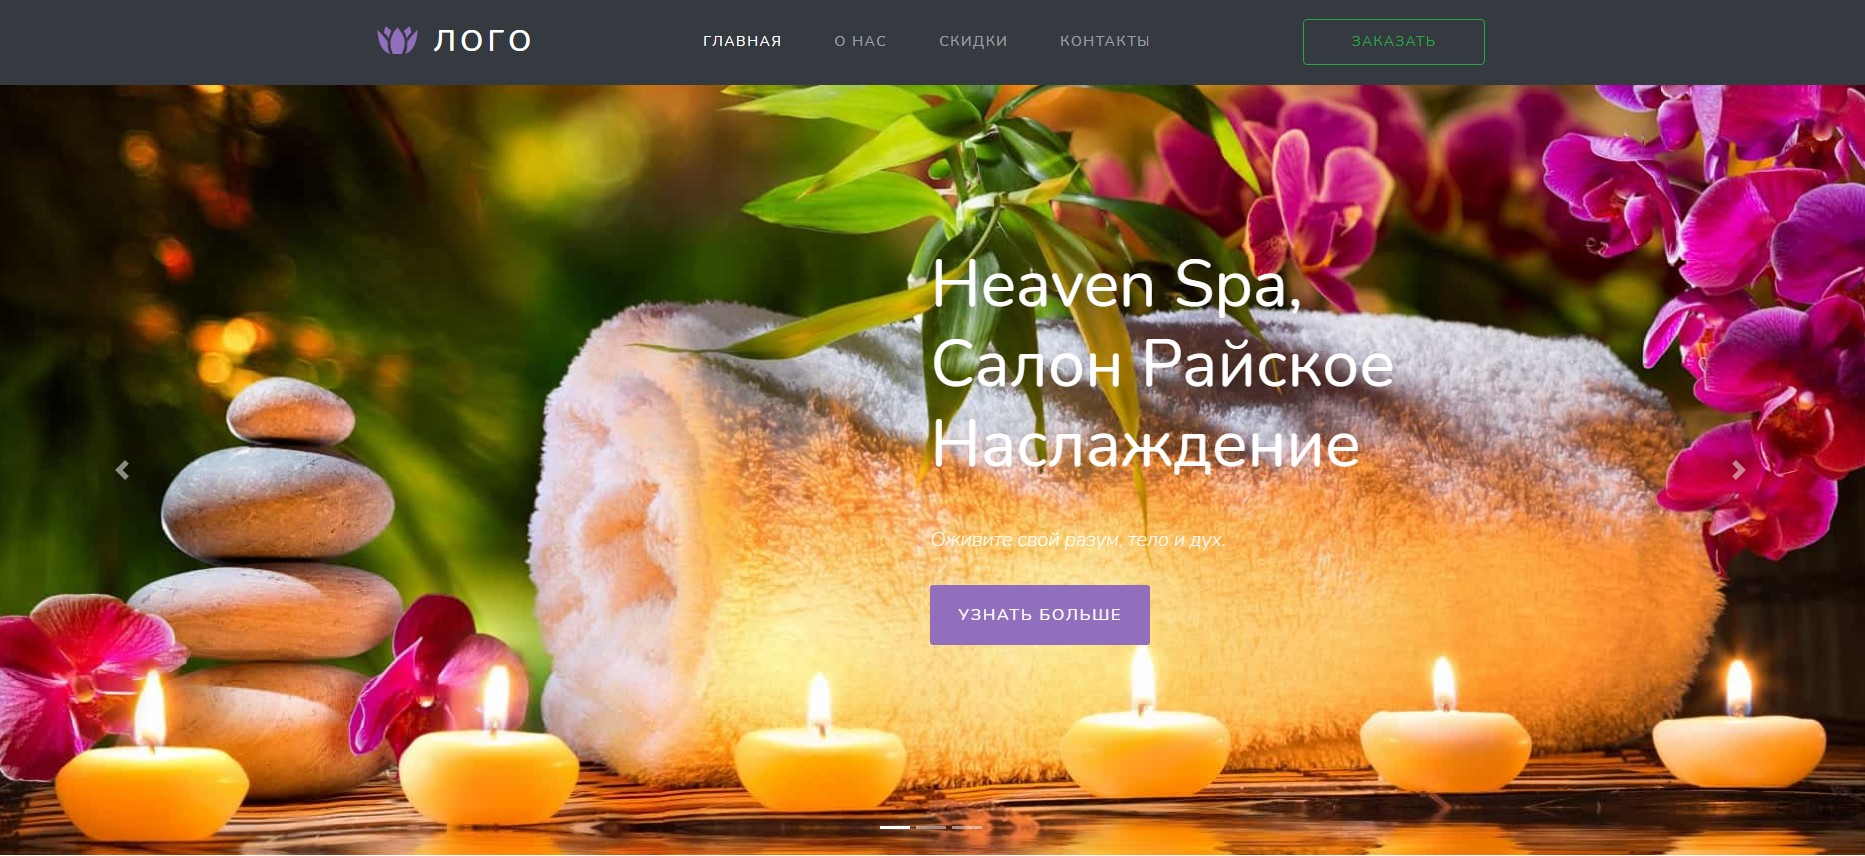 ЛОГО
ГЛАВНАЯ О НАС СКИДКИ КОНТАКТЫ
ЗАКАЗАТЬ
Heaven Spa,
Салон Райское
Наслаждение
Оживите свой разум, тело и дух.
УЗНАТЬ БОЛЬШЕ